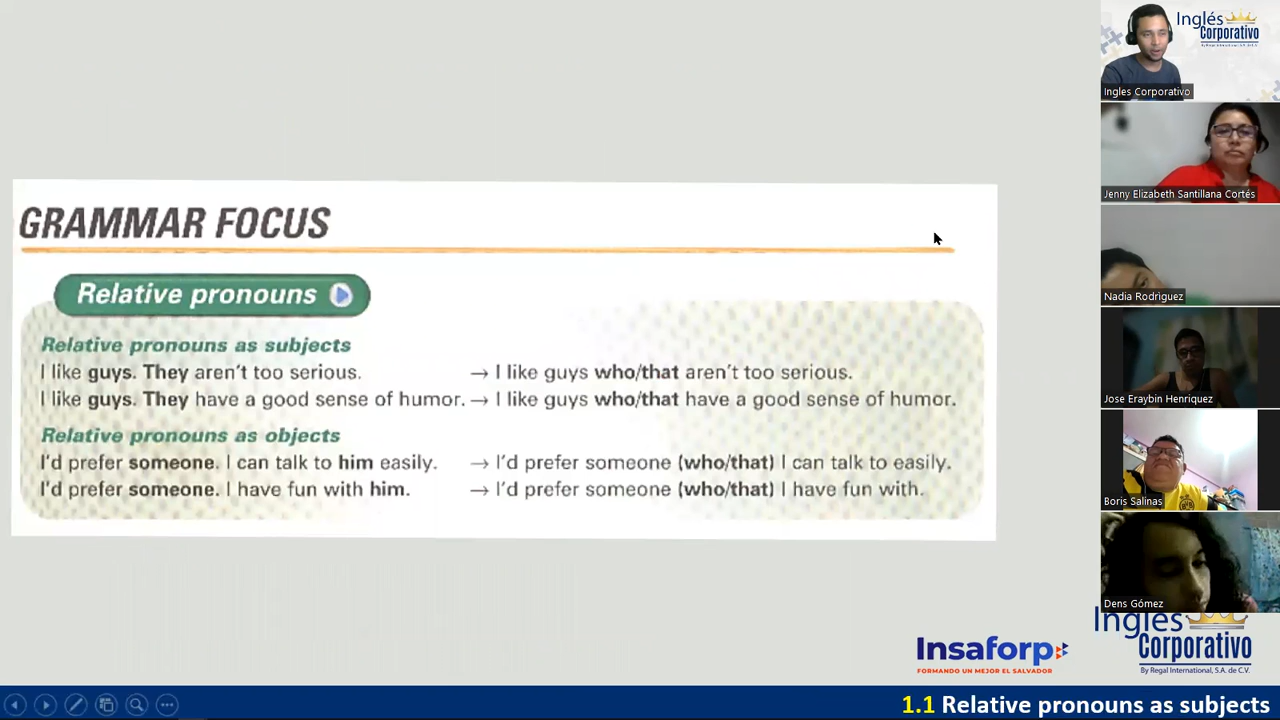 GRAMMAR FOCUS
Relative pronouns
Relative pronouns as subjects
I like guys. They aren't too serious. → I like guys who/that aren't too serious.
I like guys. They have a good sense of humor. → I like guys who/that have a good sense of humor.
Relative pronouns as objects
I'd prefer someone. I can talk to him easily. → I'd prefer someone (who/that) I can talk to easily.
I'd prefer someone. I have fun with him. → I'd prefer someone (who/that) I have fun with.
Inglés
Corporativo
By Regal International, S.A. de C.V.
Ingles Corporativo
Jenny Elizabeth Santillana Cortés
Nadia Rodrìguez
Jose Eraybin Henriquez
Boris Salinas
Dens Gómez
Insaforp
FORMANDO UN MEJOR EL SALVADOR
Inglés
Corporativo
By Regal International, S.A. de C.V.
1.1 Relative pronouns as subjects